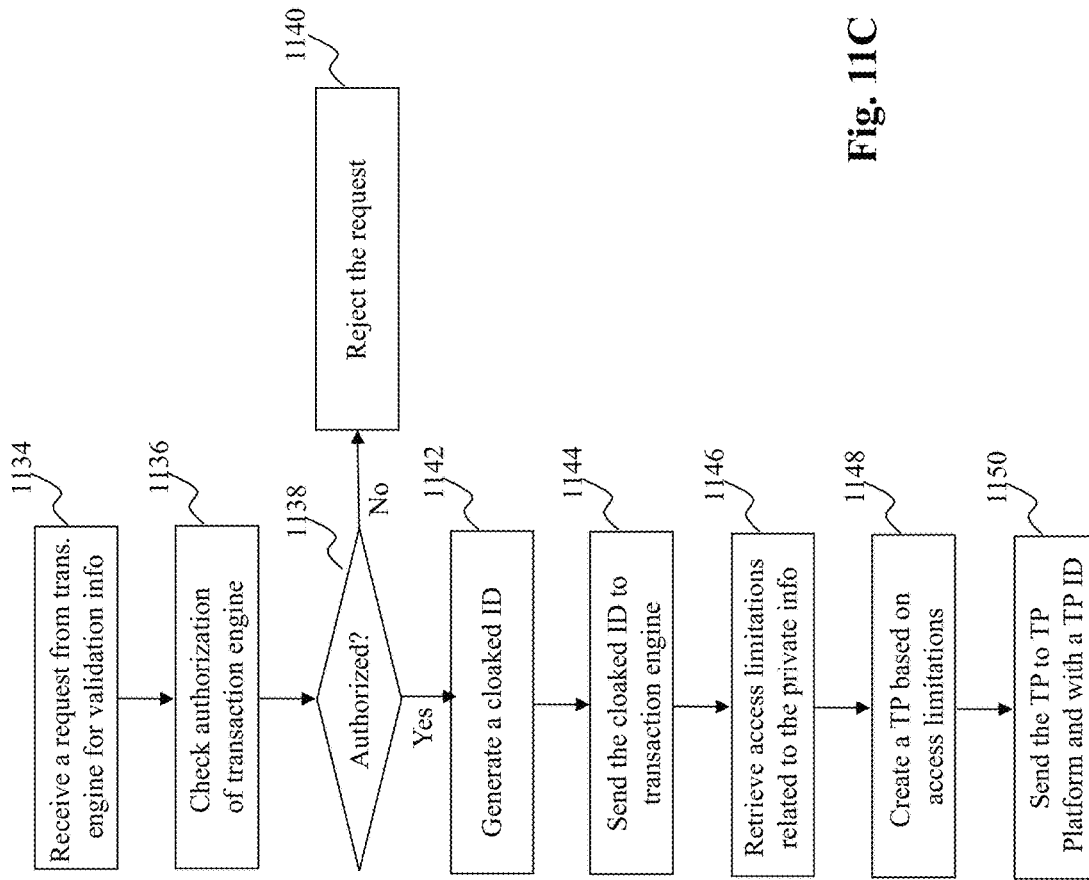 1134
Receive a request from trans.
engine for validation info
1136
Check authorization
of transaction engine
1138
Authorized?
No
1140
Reject the request
Yes
1142
Generate a cloaked ID
1144
Send the cloaked ID to
transaction engine
1146
Retrieve access limitations
related to the private info
1148
Create a TP based on
access limitations
1150
Send the TP to TP
Platform and with a TP ID
Fig. 11C